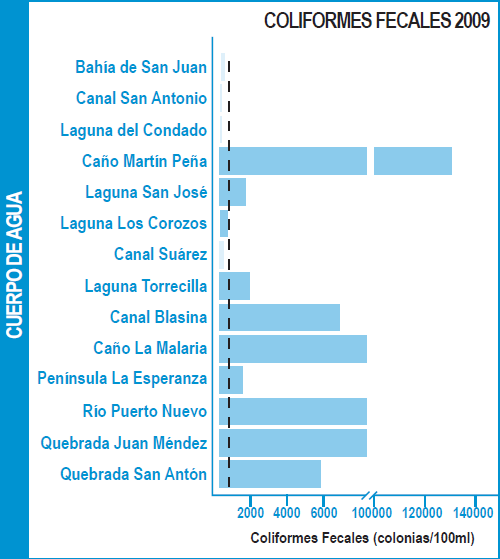 COLIFORMES FECALES 2009
CUERPO DE AGUA
Bahía de San Juan
Canal San Antonio
Laguna del Condado
Caño Martín Peña
Laguna San José
Laguna Los Corozos
Canal Suárez
Laguna Torrecilla
Canal Blasina
Caño La Malaria
Península La Esperanza
Río Puerto Nuevo
Quebrada Juan Méndez
Quebrada San Antón
2000 4000 6000 100000 120000 140000
Coliformes Fecales (colonias/100ml)